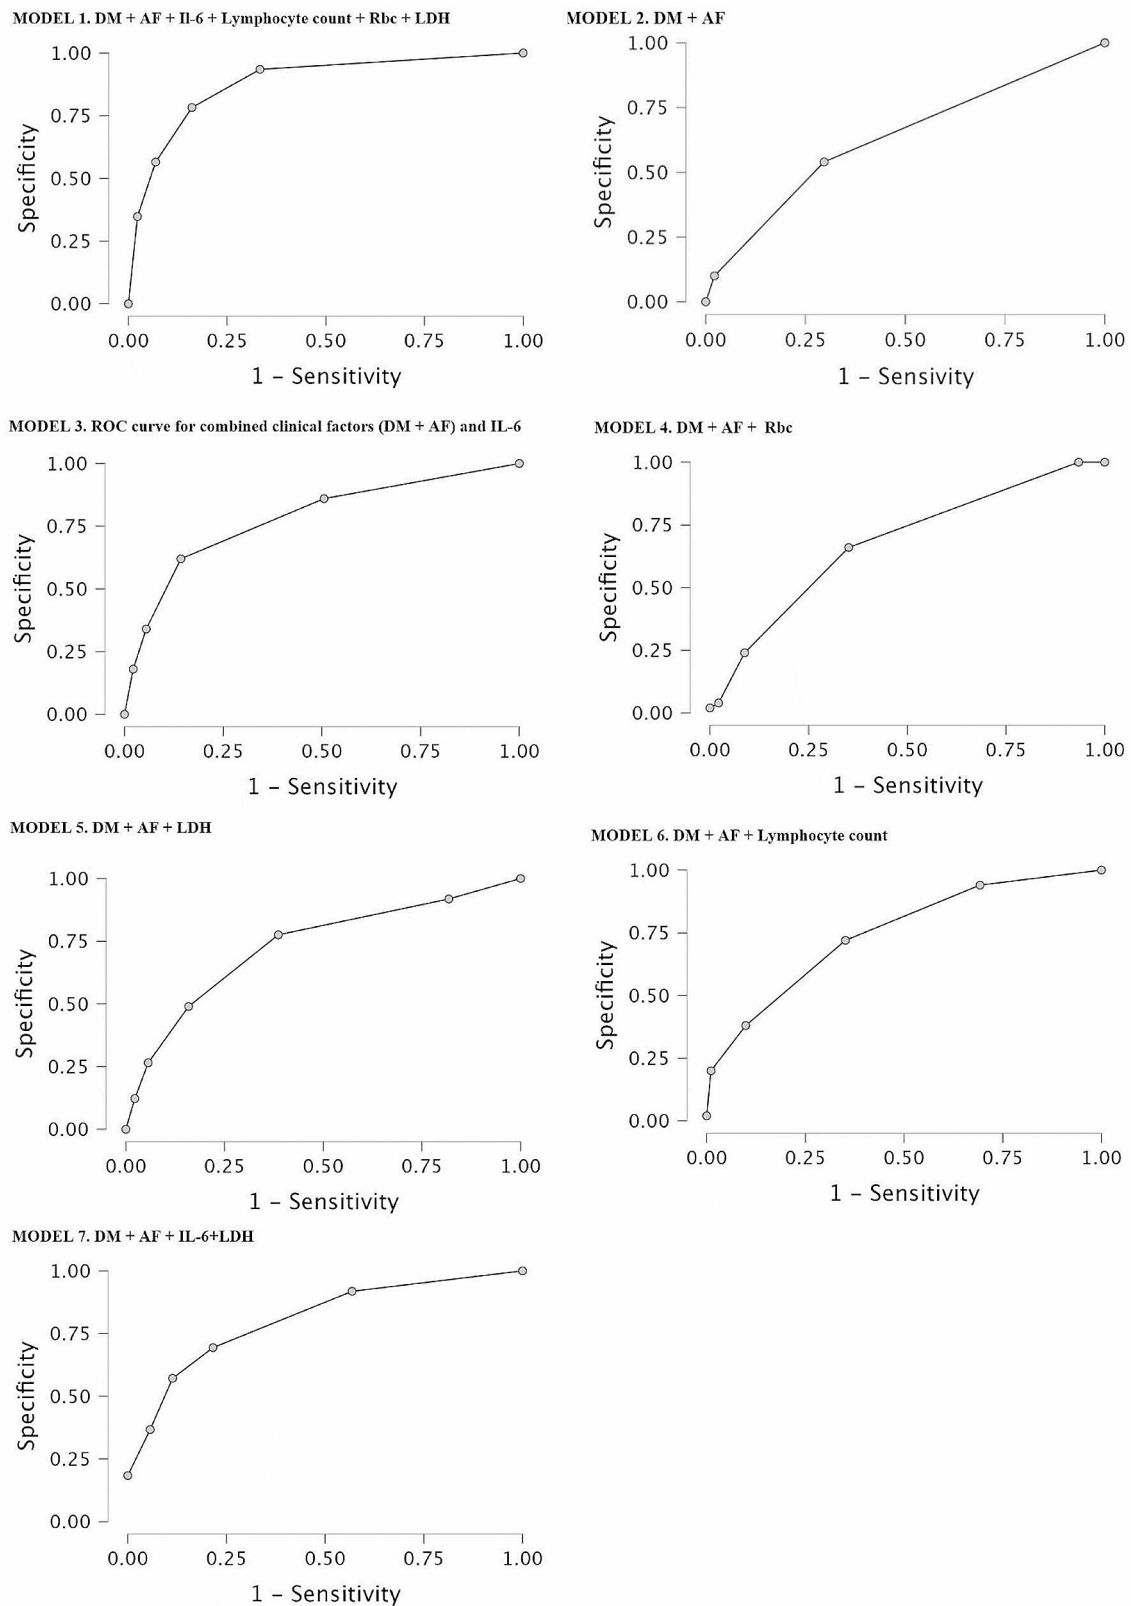 MODEL 1. DM + AF + Il-6 + Lymphocyte count + Rbc + LDH
1.00
0.75
0.50
0.25
0.00
Specificity
0.00 0.25 0.50 0.75 1.00
1 – Sensitivity
MODEL 2. DM + AF
1.00
0.75
0.50
0.25
0.00
Specificity
0.00 0.25 0.50 0.75 1.00
1 – Sensivity
MODEL 3. ROC curve for combined clinical factors (DM + AF) and IL-6
1.00
0.75
0.50
0.25
0.00
Specificity
0.00 0.25 0.50 0.75 1.00
1 – Sensitivity
MODEL 4. DM + AF + Rbc
1.00
0.75
0.50
0.25
0.00
Specificity
0.00 0.25 0.50 0.75 1.00
1 – Sensitivity
MODEL 5. DM + AF + LDH
1.00
0.75
0.50
0.25
0.00
Specificity
0.00 0.25 0.50 0.75 1.00
1 – Sensitivity
MODEL 6. DM + AF + Lymphocyte count
1.00
0.75
0.50
0.25
0.00
Specificity
0.00 0.25 0.50 0.75 1.00
1 – Sensitivity
MODEL 7. DM + AF + IL-6+LDH
1.00
0.75
0.50
0.25
0.00
Specificity
0.00 0.25 0.50 0.75 1.00
1 – Sensitivity